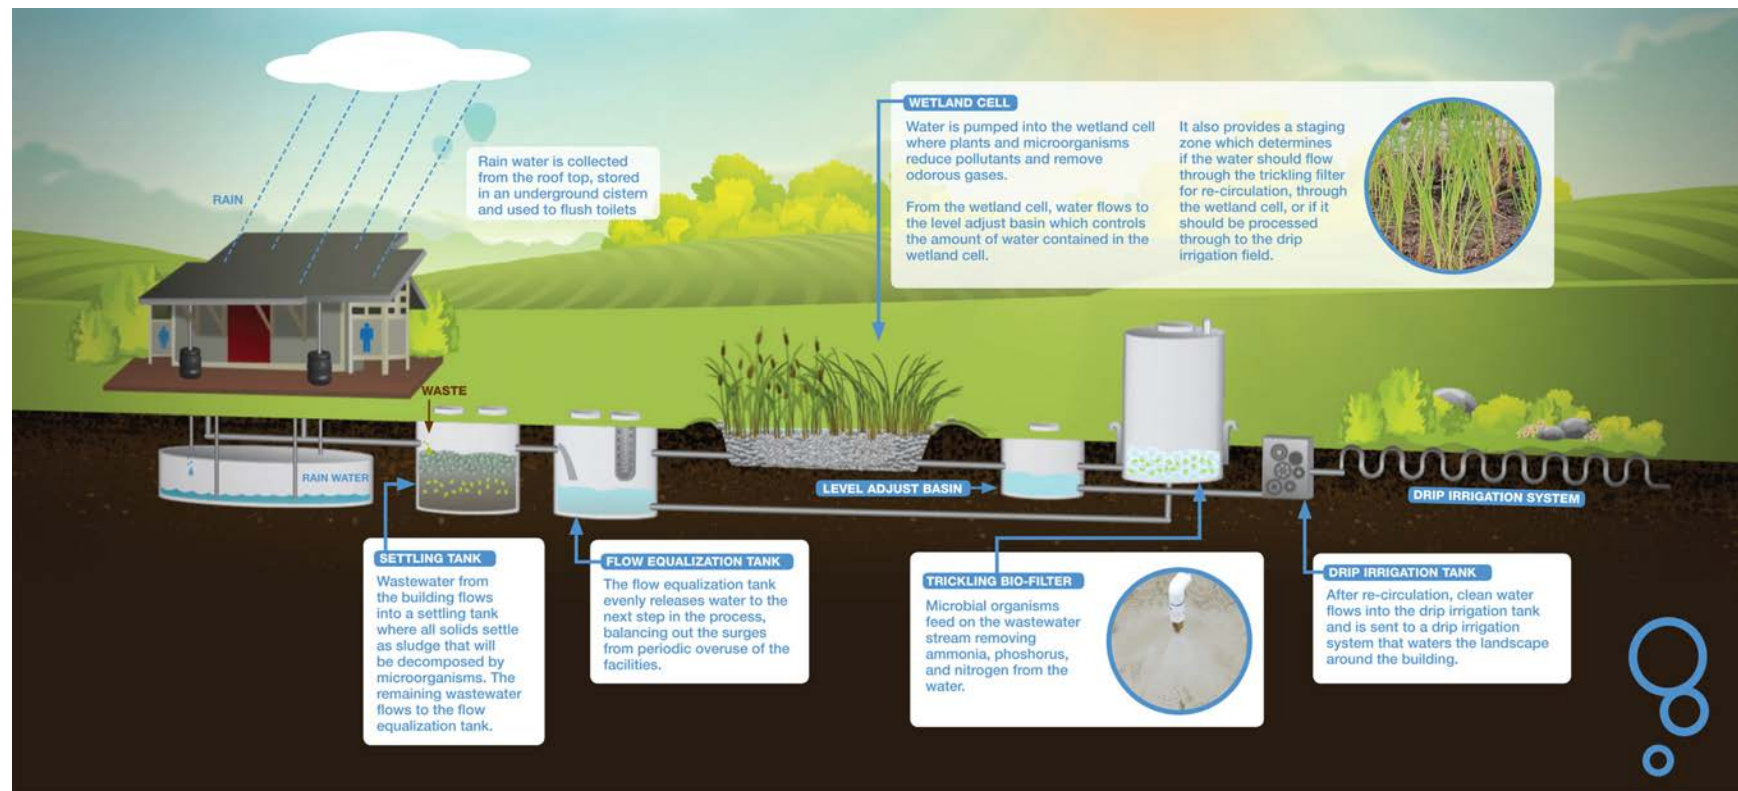 RAIN
Rain water is collected
from the roof top, stored
in an underground cistern
and used to flush toilets
WETLAND CELL
Water is pumped into the wetland cell
where plants and microorganisms
reduce pollutants and remove
odorous gases.
From the wetland cell, water flows to
the level adjust basin which controls
the amount of water contained in the
wetland cell.
It also provides a staging
zone which determines
if the water should flow
through the trickling filter
for re-circulation, through
the wetland cell, or if it
should be processed
through to the drip
irrigation field.
WASTE
RAIN WATER
LEVEL ADJUST BASIN
DRIP IRRIGATION SYSTEM
SETTLING TANK
Wastewater from
the building flows
into a settling tank
where all solids settle
as sludge that will
be decomposed by
microorganisms. The
remaining wastewater
flows to the flow
equalization tank.
FLOW EQUALIZATION TANK
The flow equalization tank
evenly releases water to the
next step in the process,
balancing out the surges
from periodic overuse of the
facilities.
TRICKLING BIO-FILTER
Microbial organisms
feed on the wastewater
stream removing
ammonia, phoshorus,
and nitrogen from the
water.
DRIP IRRIGATION TANK
After re-circulation, clean water
flows into the drip irrigation tank
and is sent to a drip irrigation
system that waters the landscape
around the building.